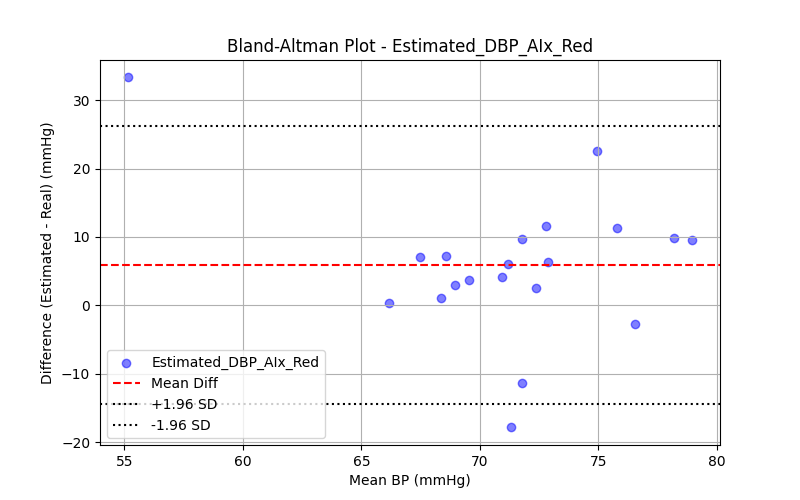 Bland-Altman Plot - Estimated_DBP_AIx_Red
Difference (Estimated - Real) (mmHg)
30
20
10
0
−10
−20
Estimated_DBP_AIx_Red
Mean Diff
+1.96 SD
-1.96 SD
55 60 65 70 75 80
Mean BP (mmHg)